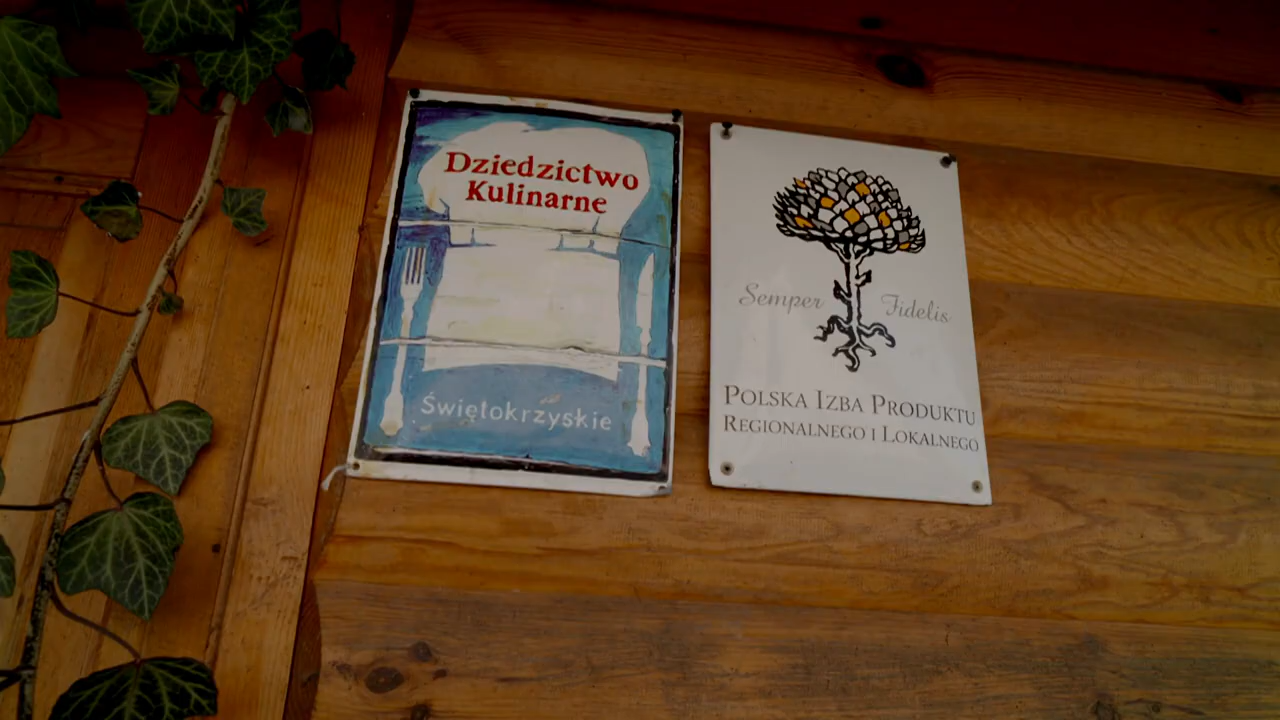 Dziedzictwo
Kulinarne
Świętokrzyskie
Semper Fidelis
POLSKA IZBA PRODUKTU
REGIONALNEGO I LOKALNEGO